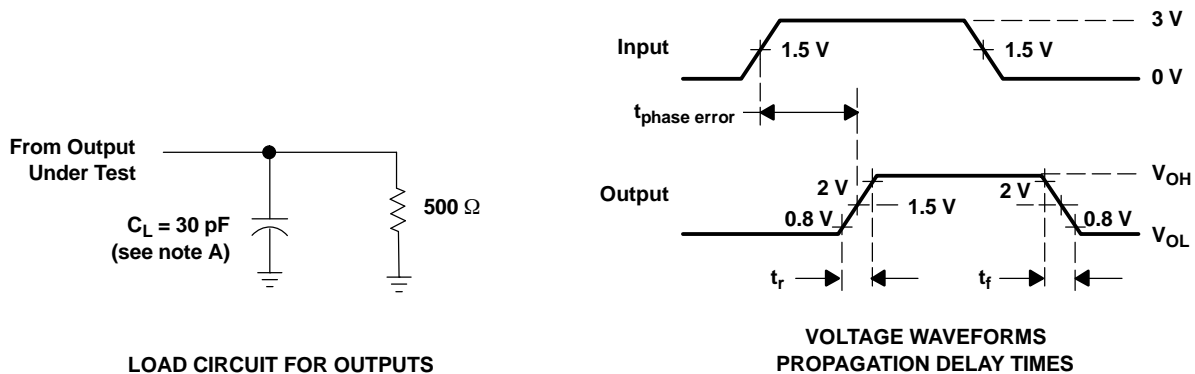 From Output
Under Test
C_L = 30 pF
(see note A)
500 Ω
LOAD CIRCUIT FOR OUTPUTS
Input
1.5 V
1.5 V
3 V
0 V
t_phase error
Output
2 V
0.8 V
1.5 V
2 V
0.8 V
V_OH
V_OL
t_r
t_f
VOLTAGE WAVEFORMS
PROPAGATION DELAY TIMES